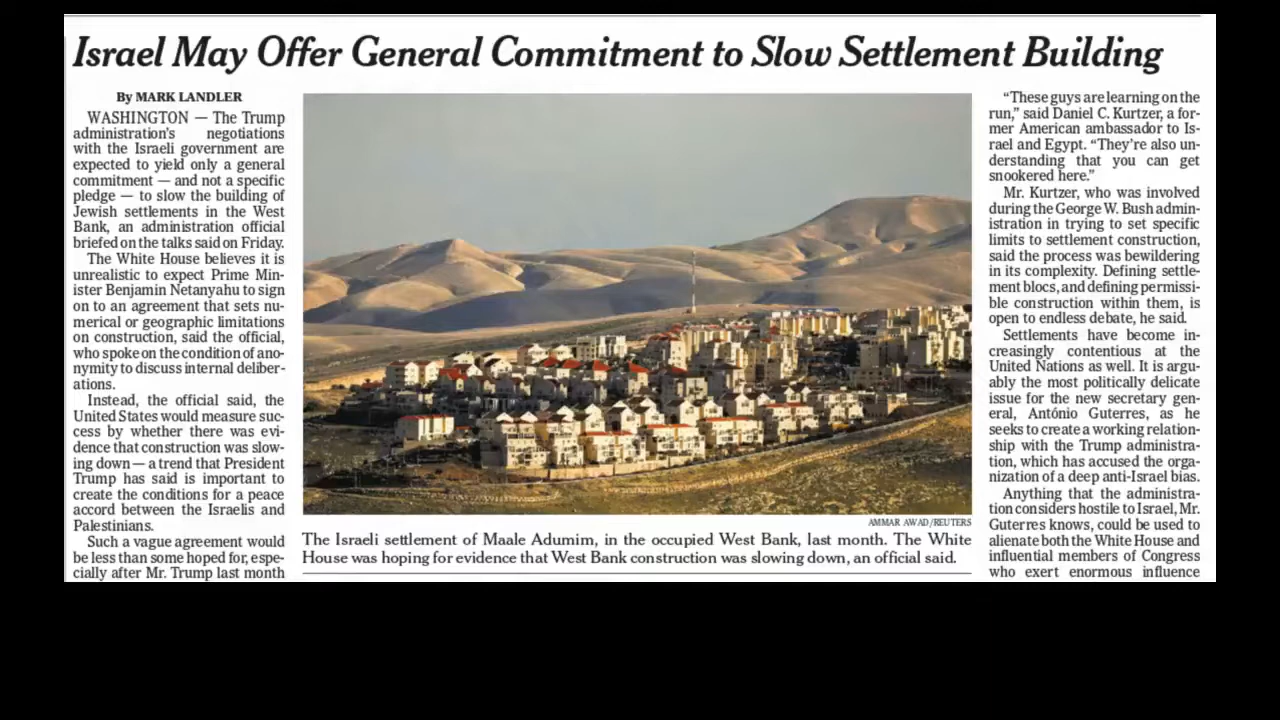 Israel May Offer General Commitment to Slow Settlement Building
By MARK LANDLER
WASHINGTON — The Trump
administration's negotiations
with the Israeli government are
expected to yield only a general
commitment — and not a specific
pledge — to slow the building of
Jewish settlements in the West
Bank, an administration official
briefed on the talks said on Friday.
The White House believes it is
unrealistic to expect Prime Min-
ister Benjamin Netanyahu to sign
on to an agreement that sets nu-
merical or geographic limitations
on construction, said the official,
who spoke on the condition of ano-
nymity to discuss internal deliber-
ations.
Instead, the official said, the
United States would measure suc-
cess by whether there was evi-
dence that construction was slow-
ing down — a trend that President
Trump has said is important to
create the conditions for a peace
accord between the Israelis and
Palestinians.
Such a vague agreement would
be less than some hoped for, espe-
cially after Mr. Trump last month
AMMAR AWAD/REUTERS
The Israeli settlement of Maale Adumim, in the occupied West Bank, last month. The White
House was hoping for evidence that West Bank construction was slowing down, an official said.
“These guys are learning on the
run,” said Daniel C. Kurtzer, a for-
mer American ambassador to Is-
rael and Egypt. “They're also un-
derstanding that you can get
snookered here.”
Mr. Kurtzer, who was involved
during the George W. Bush admin-
istration in trying to set specific
limits to settlement construction,
said the process was bewildering
in its complexity. Defining settle-
ment blocs, and defining permissi-
ble construction within them, is
open to endless debate, he said.
Settlements have become in-
creasingly contentious at the
United Nations as well. It is argu-
ably the most politically delicate
issue for the new secretary gen-
eral, António Guterres, as he
seeks to create a working relation-
ship with the Trump administra-
tion, which has accused the orga-
nization of a deep anti-Israel bias.
Anything that the administra-
tion considers hostile to Israel, Mr.
Guterres knows, could be used to
alienate both the White House and
influential members of Congress
who exert enormous influence